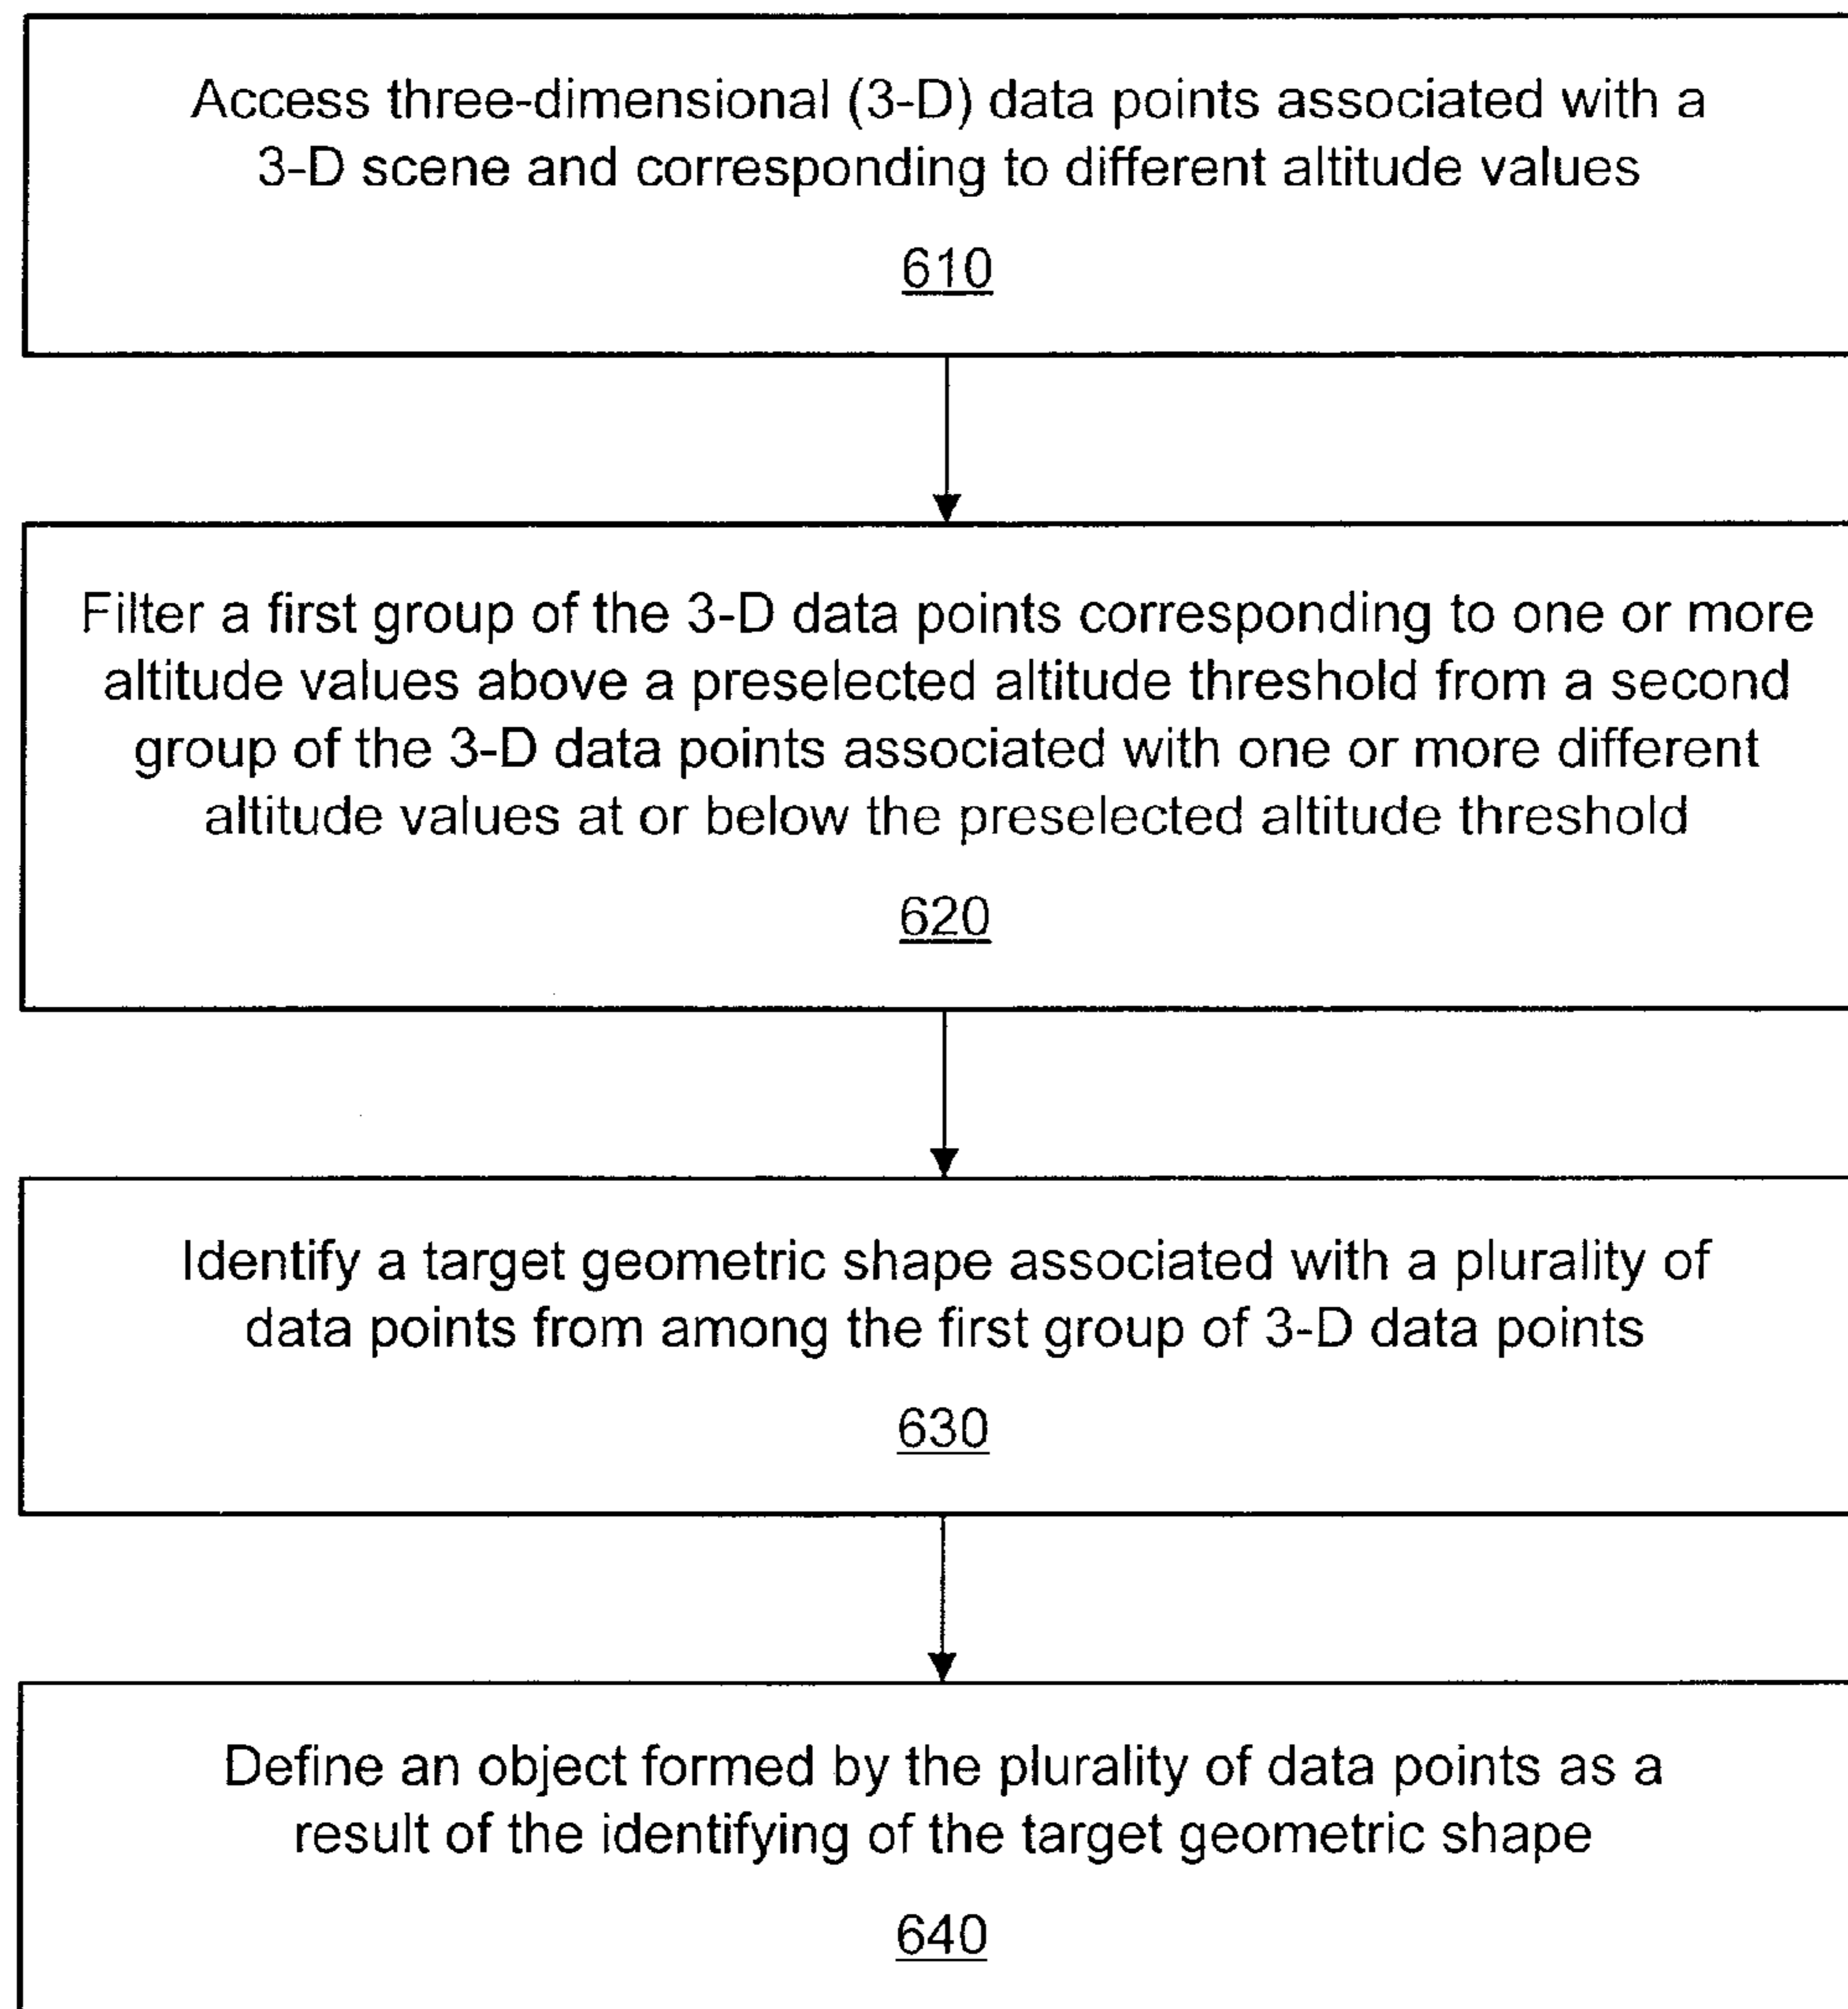 Access three-dimensional (3-D) data points associated with a
3-D scene and corresponding to different altitude values
610
Filter a first group of the 3-D data points corresponding to one or more
altitude values above a preselected altitude threshold from a second
group of the 3-D data points associated with one or more different
altitude values at or below the preselected altitude threshold
620
Identify a target geometric shape associated with a plurality of
data points from among the first group of 3-D data points
630
Define an object formed by the plurality of data points as a
result of the identifying of the target geometric shape
640